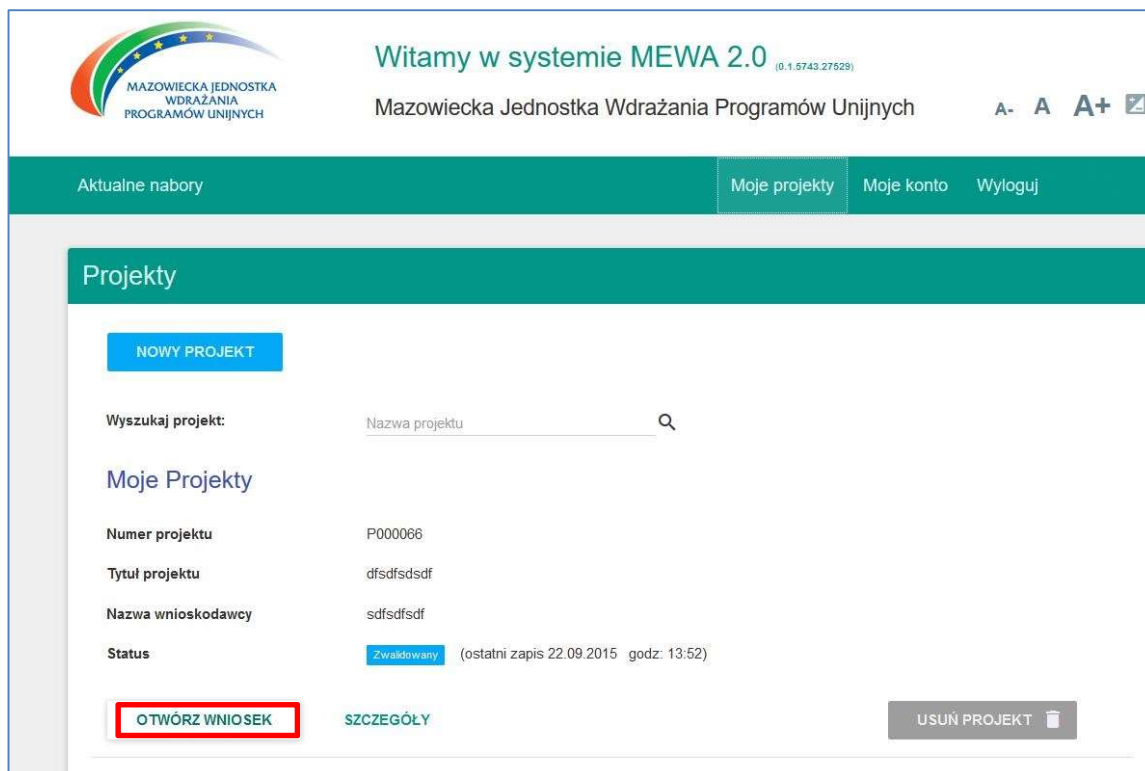 MAZOWIECKA JEDNOSTKA
WDRAŻANIA
PROGRAMÓW UNIJNYCH
Witamy w systemie MEWA 2.0 (0.1.5743.27529)
Mazowiecka Jednostka Wdrażania Programów Unijnych
A- A A+
Aktualne nabory Moje projekty Moje konto Wyloguj
Projekty
NOWY PROJEKT
Wyszukaj projekt: Nazwa projektu
Moje Projekty
Numer projektu P000066
Tytuł projektu dfsdfsdsdf
Nazwa wnioskodawcy sdfsdfsdf
Status Zwalidowany (ostatni zapis 22.09.2015 godz: 13:52)
OTWÓRZ WNIOSEK SZCZEGÓŁY USUŃ PROJEKT